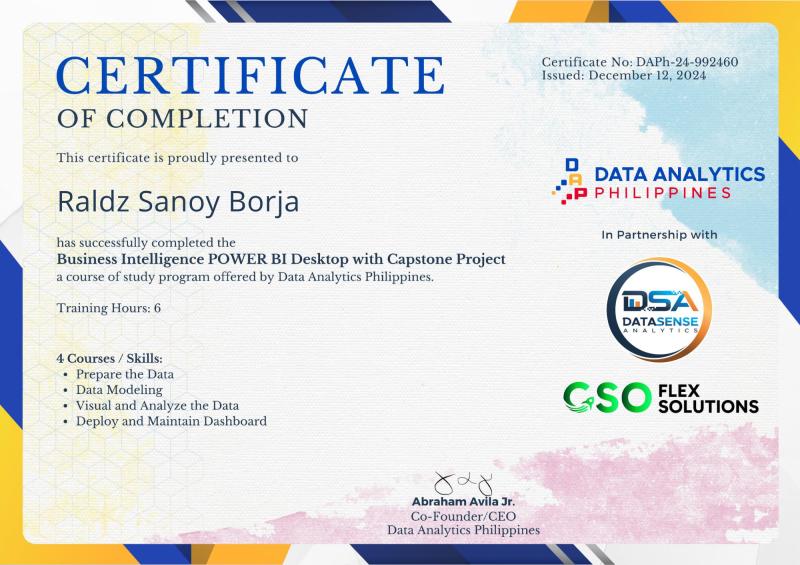 CERTIFICATE
OF COMPLETION
Certificate No: DAPh-24-992460
Issued: December 12, 2024
This certificate is proudly presented to
Raldz Sanoy Borja
has successfully completed the
Business Intelligence POWER BI Desktop with Capstone Project
a course of study program offered by Data Analytics Philippines.
Training Hours: 6
4 Courses / Skills:
• Prepare the Data
• Data Modeling
• Visual and Analyze the Data
• Deploy and Maintain Dashboard
DAP
DATA ANALYTICS
PHILIPPINES
In Partnership with
DSA
DATASENSE
ANALYTICS
GSO FLEX
SOLUTIONS
Abraham Avila Jr.
Co-Founder/CEO
Data Analytics Philippines